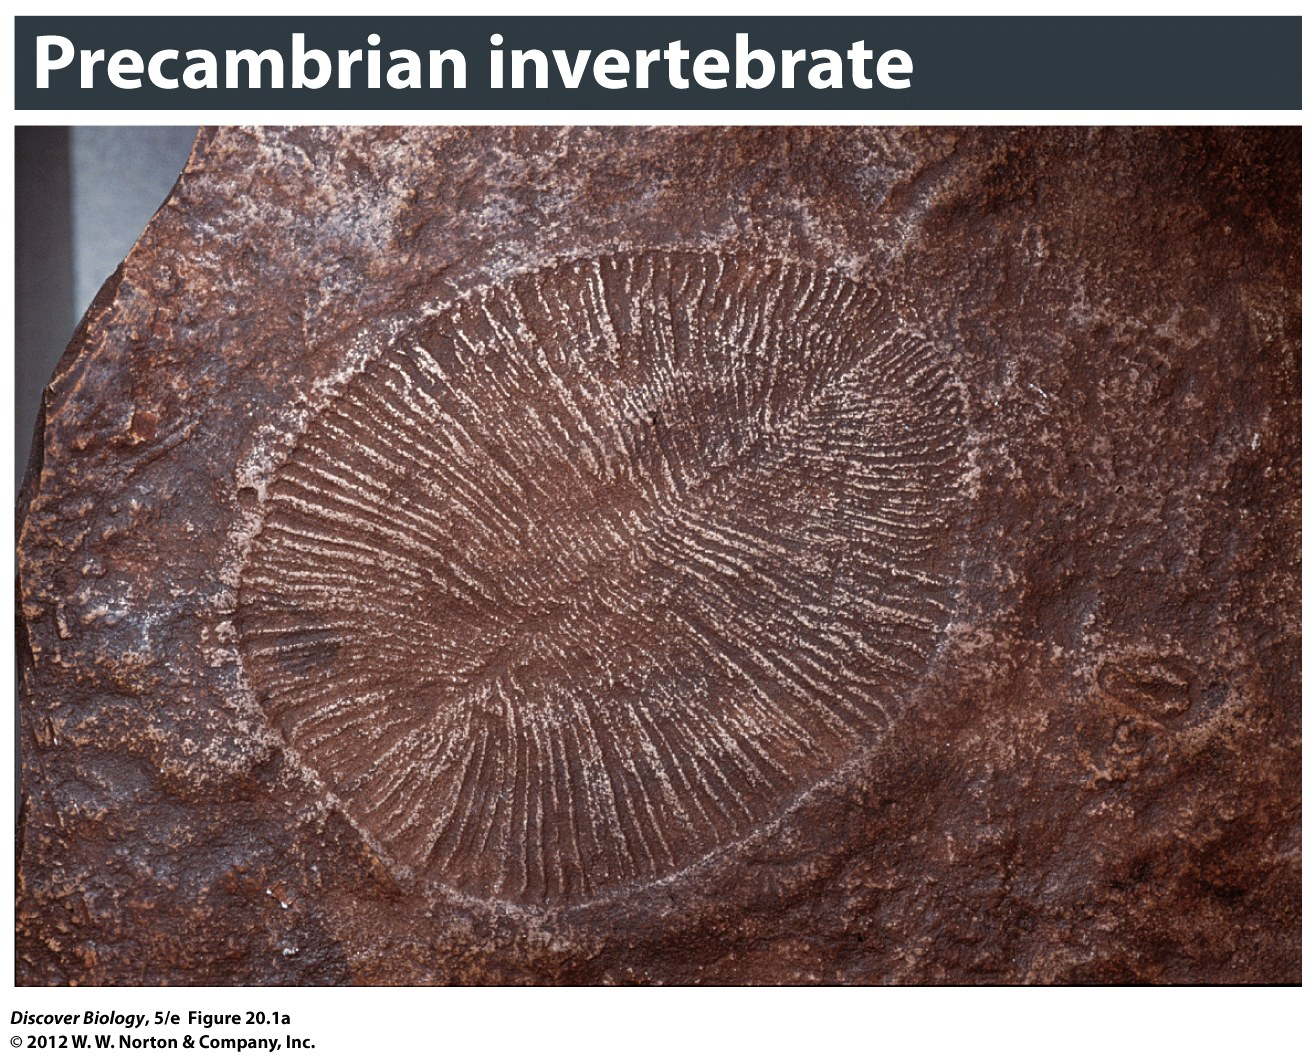 Precambrian invertebrate
Discover Biology, 5/e Figure 20.1a
© 2012 W. W. Norton & Company, Inc.